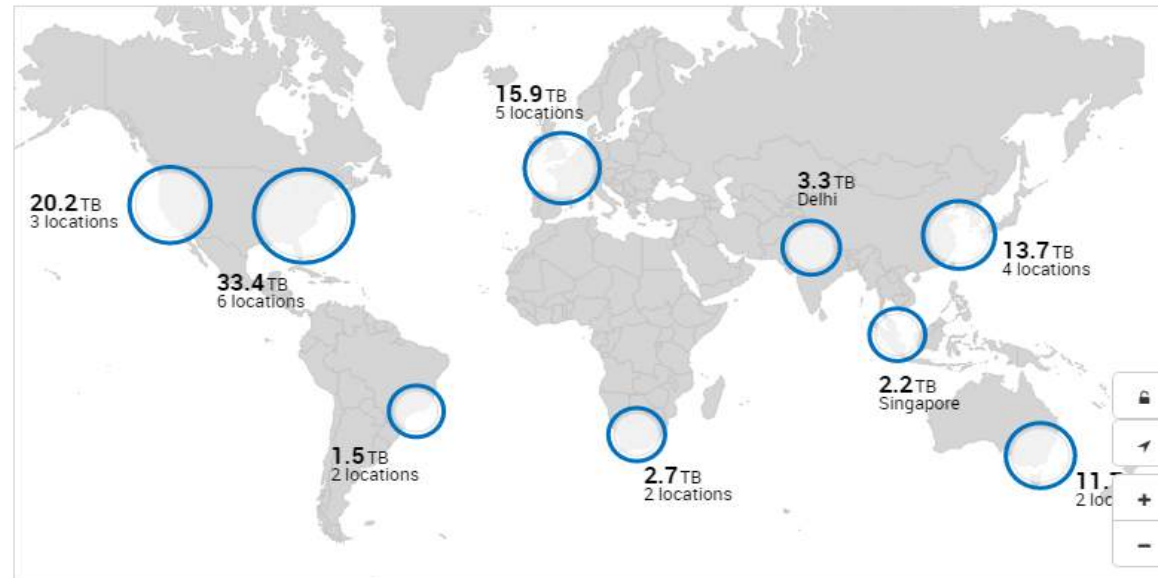 15.9 TB
5 locations
3.3 TB
Delhi
20.2 TB
3 locations
13.7 TB
4 locations
33.4 TB
6 locations
2.2 TB
Singapore
1.5 TB
2 locations
2.7 TB
2 locations
11.
2